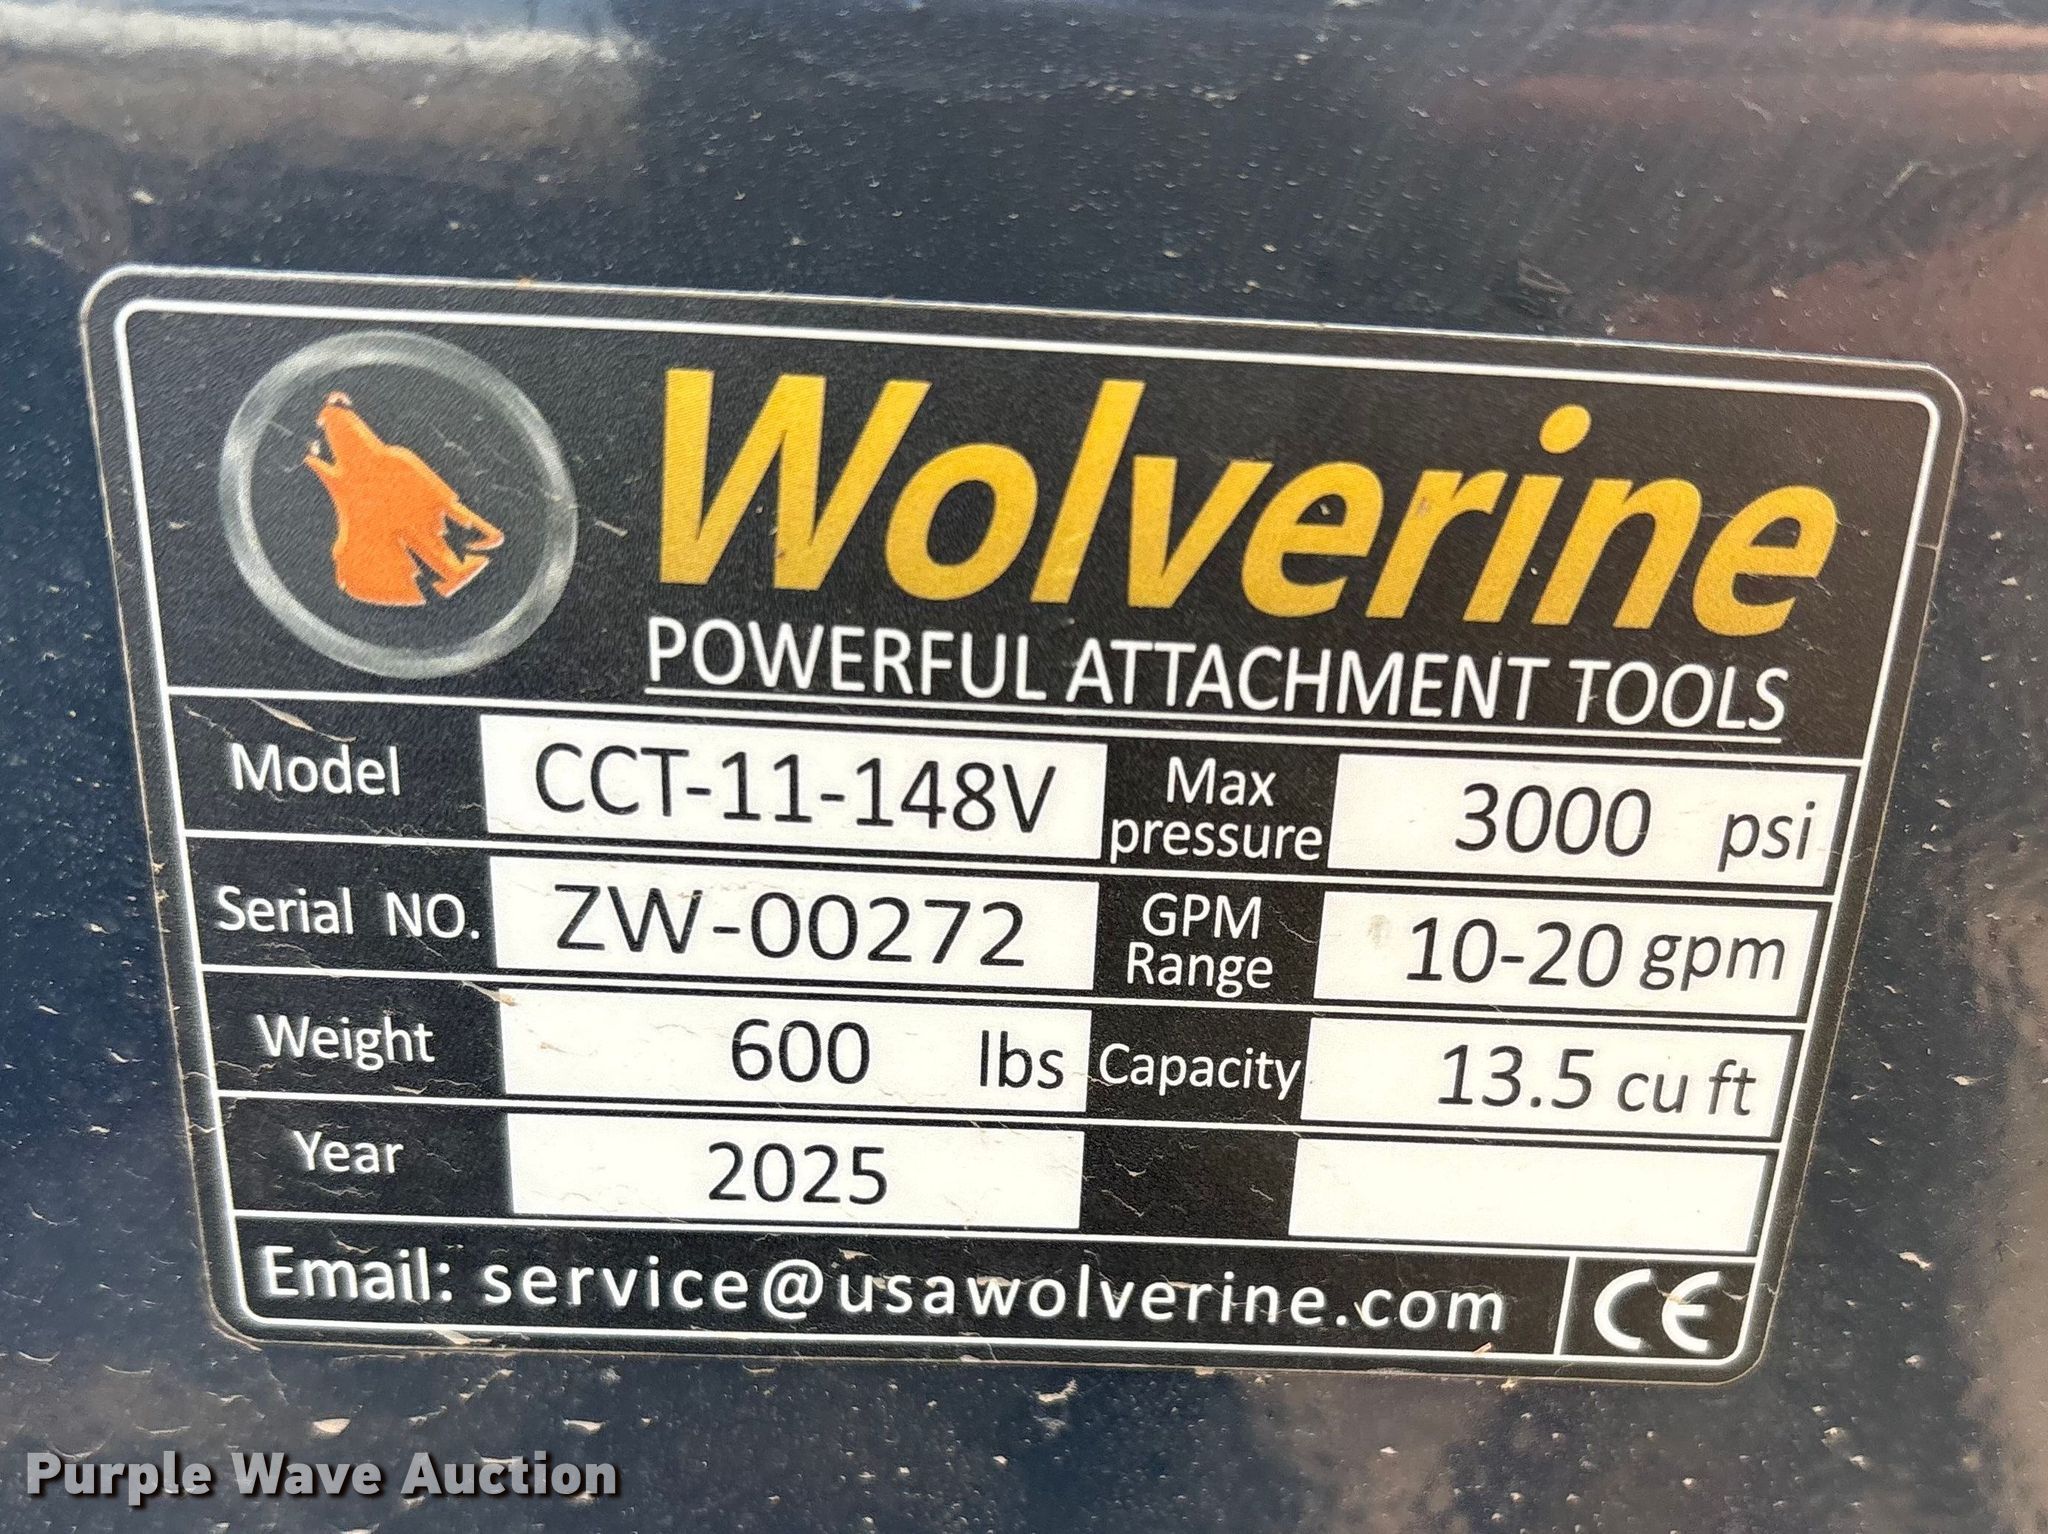 Wolverine
POWERFUL ATTACHMENT TOOLS
Model CCT-11-148V Max pressure 3000 psi
Serial NO. ZW-00272 GPM Range 10-20 gpm
Weight 600 lbs Capacity 13.5 cu ft
Year 2025
Email: service@usawolverine.com CE
Purple Wave Auction